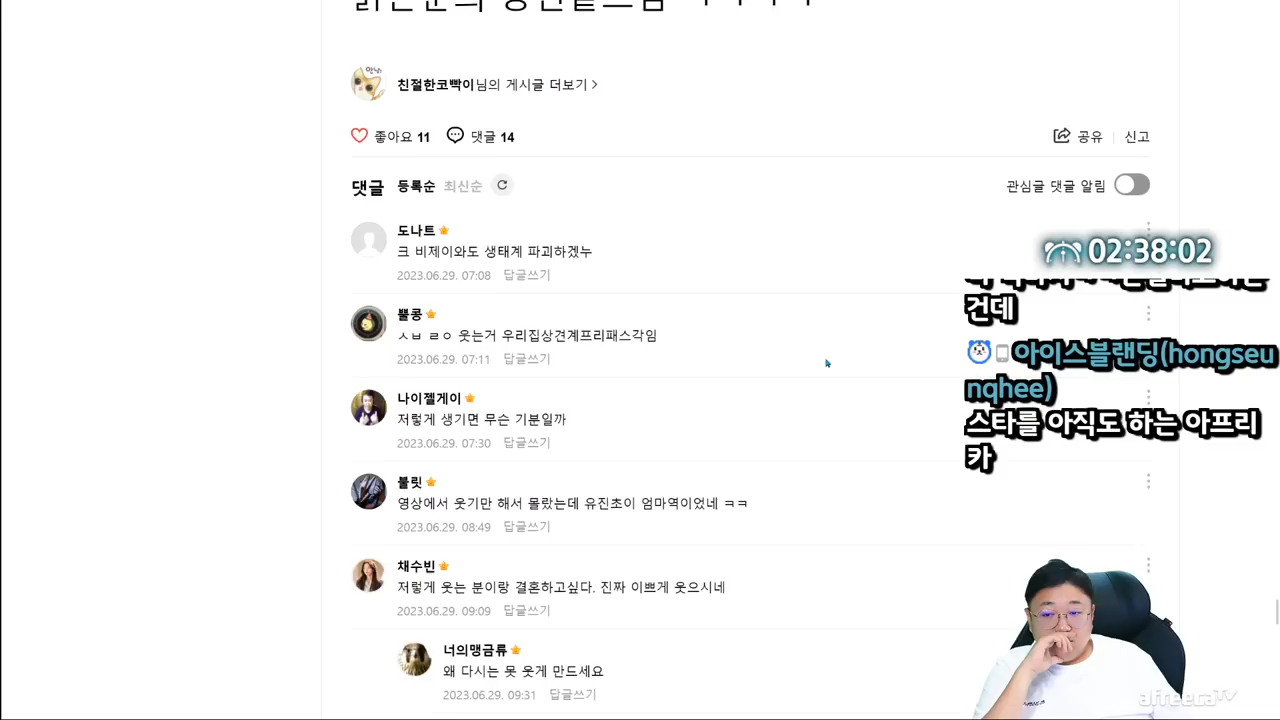 친절한코빡이님의 게시글 더보기 >
좋아요 11 댓글 14
공유 신고
댓글 등록순 최신순
관심글 댓글 알림
도나트
크 비제이와도 생태계 파괴하겠누
2023.06.29. 07:08 답글쓰기
뿔콩
ㅅㅂ ㄹㅇ 웃는거 우리집상견계프리패스각임
2023.06.29. 07:11 답글쓰기
나이젤게이
저렇게 생기면 무슨 기분일까
2023.06.29. 07:30 답글쓰기
불릿
영상에서 웃기만 해서 몰랐는데 유진초이 엄마역이었네 ㅋㅋ
2023.06.29. 08:49 답글쓰기
채수빈
저렇게 웃는 분이랑 결혼하고싶다. 진짜 이쁘게 웃으시네
2023.06.29. 09:09 답글쓰기
너의맹금류
왜 다시는 못 웃게 만드세요
2023.06.29. 09:31 답글쓰기
02:38:02
건데
아이스블랜딩(hongseu
nqhee)
스타를 아직도 하는 아프리
카
afreecaTV